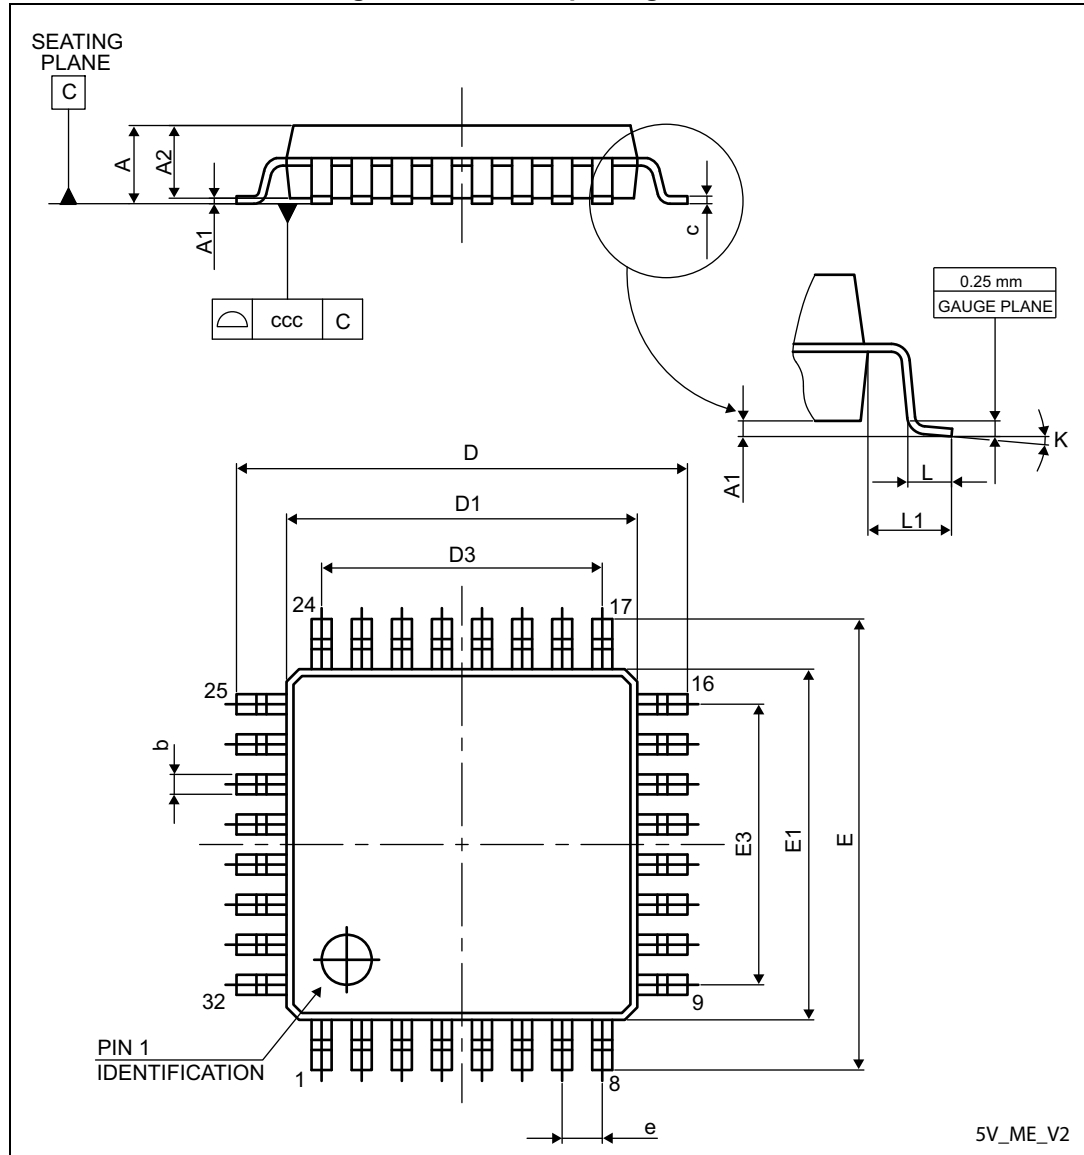 SEATING
PLANE
C
A
A2
A1
c
ccc
C
0.25 mm
GAUGE PLANE
K
A1
L
L1
D
D1
D3
24
17
25
16
b
E3
E1
E
32
9
PIN 1
IDENTIFICATION
1
8
e
5V_ME_V2